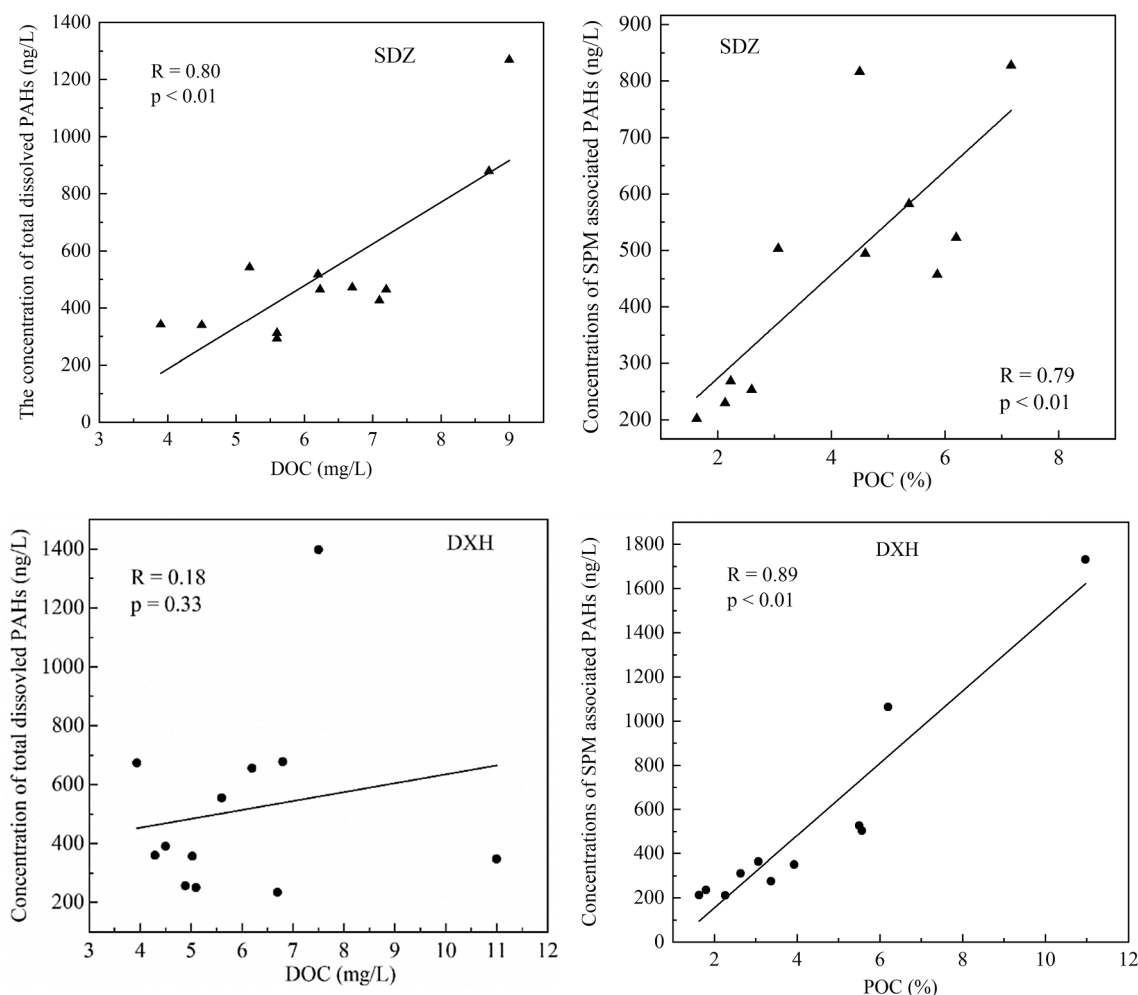 The concentration of total dissolved PAHs (ng/L)
1400
1200
1000
800
600
400
200
0
SDZ
R = 0.80
p < 0.01
3 4 5 6 7 8 9
DOC (mg/L)
Concentrations of SPM associated PAHs (ng/L)
900
800
700
600
500
400
300
200
SDZ
R = 0.79
p < 0.01
2 4 6 8
POC (%)
Concentration of total dissovled PAHs (ng/L)
1400
1200
1000
800
600
400
200
DXH
R = 0.18
p = 0.33
3 4 5 6 7 8 9 10 11 12
DOC (mg/L)
Concentrations of SPM associated PAHs (ng/L)
1800
1600
1400
1200
1000
800
600
400
200
0
DXH
R = 0.89
p < 0.01
2 4 6 8 10 12
POC (%)